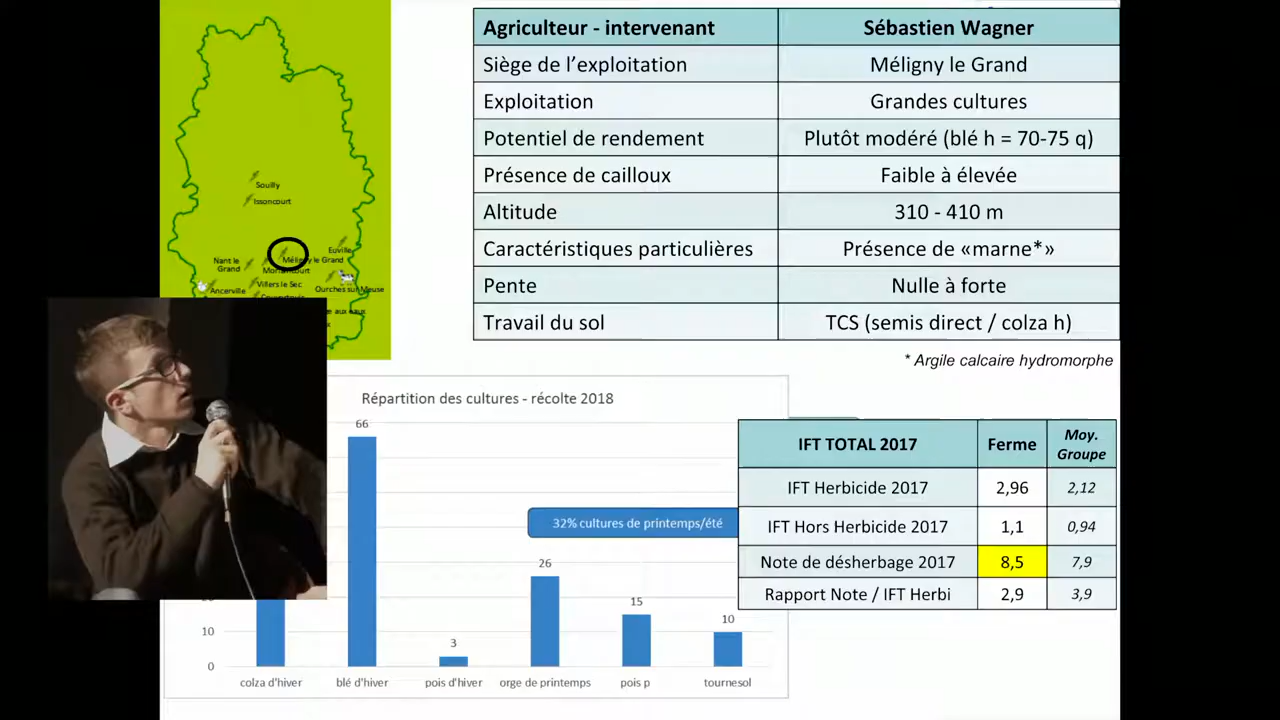 Agriculteur - intervenant Sébastien Wagner
Siège de l'exploitation Méligny le Grand
Exploitation Grandes cultures
Potentiel de rendement Plutôt modéré (blé h = 70-75 q)
Présence de cailloux Faible à élevée
Altitude 310 - 410 m
Caractéristiques particulières Présence de «marne*»
Pente Nulle à forte
Travail du sol TCS (semis direct / colza h)
* Argile calcaire hydromorphe
Souilly
Issoncourt
Euville
Nant le
Grand
Méligny le Grand
Villers le Sec
Ourches sur Meuse
Ancerville
aux eaux
Répartition des cultures - récolte 2018
66
32% cultures de printemps/été
26
15
10
3
10
0
colza d'hiver blé d'hiver pois d'hiver orge de printemps pois p tournesol
IFT TOTAL 2017 Ferme Moy.
Groupe
IFT Herbicide 2017 2,96 2,12
IFT Hors Herbicide 2017 1,1 0,94
Note de désherbage 2017 8,5 7,9
Rapport Note / IFT Herbi 2,9 3,9